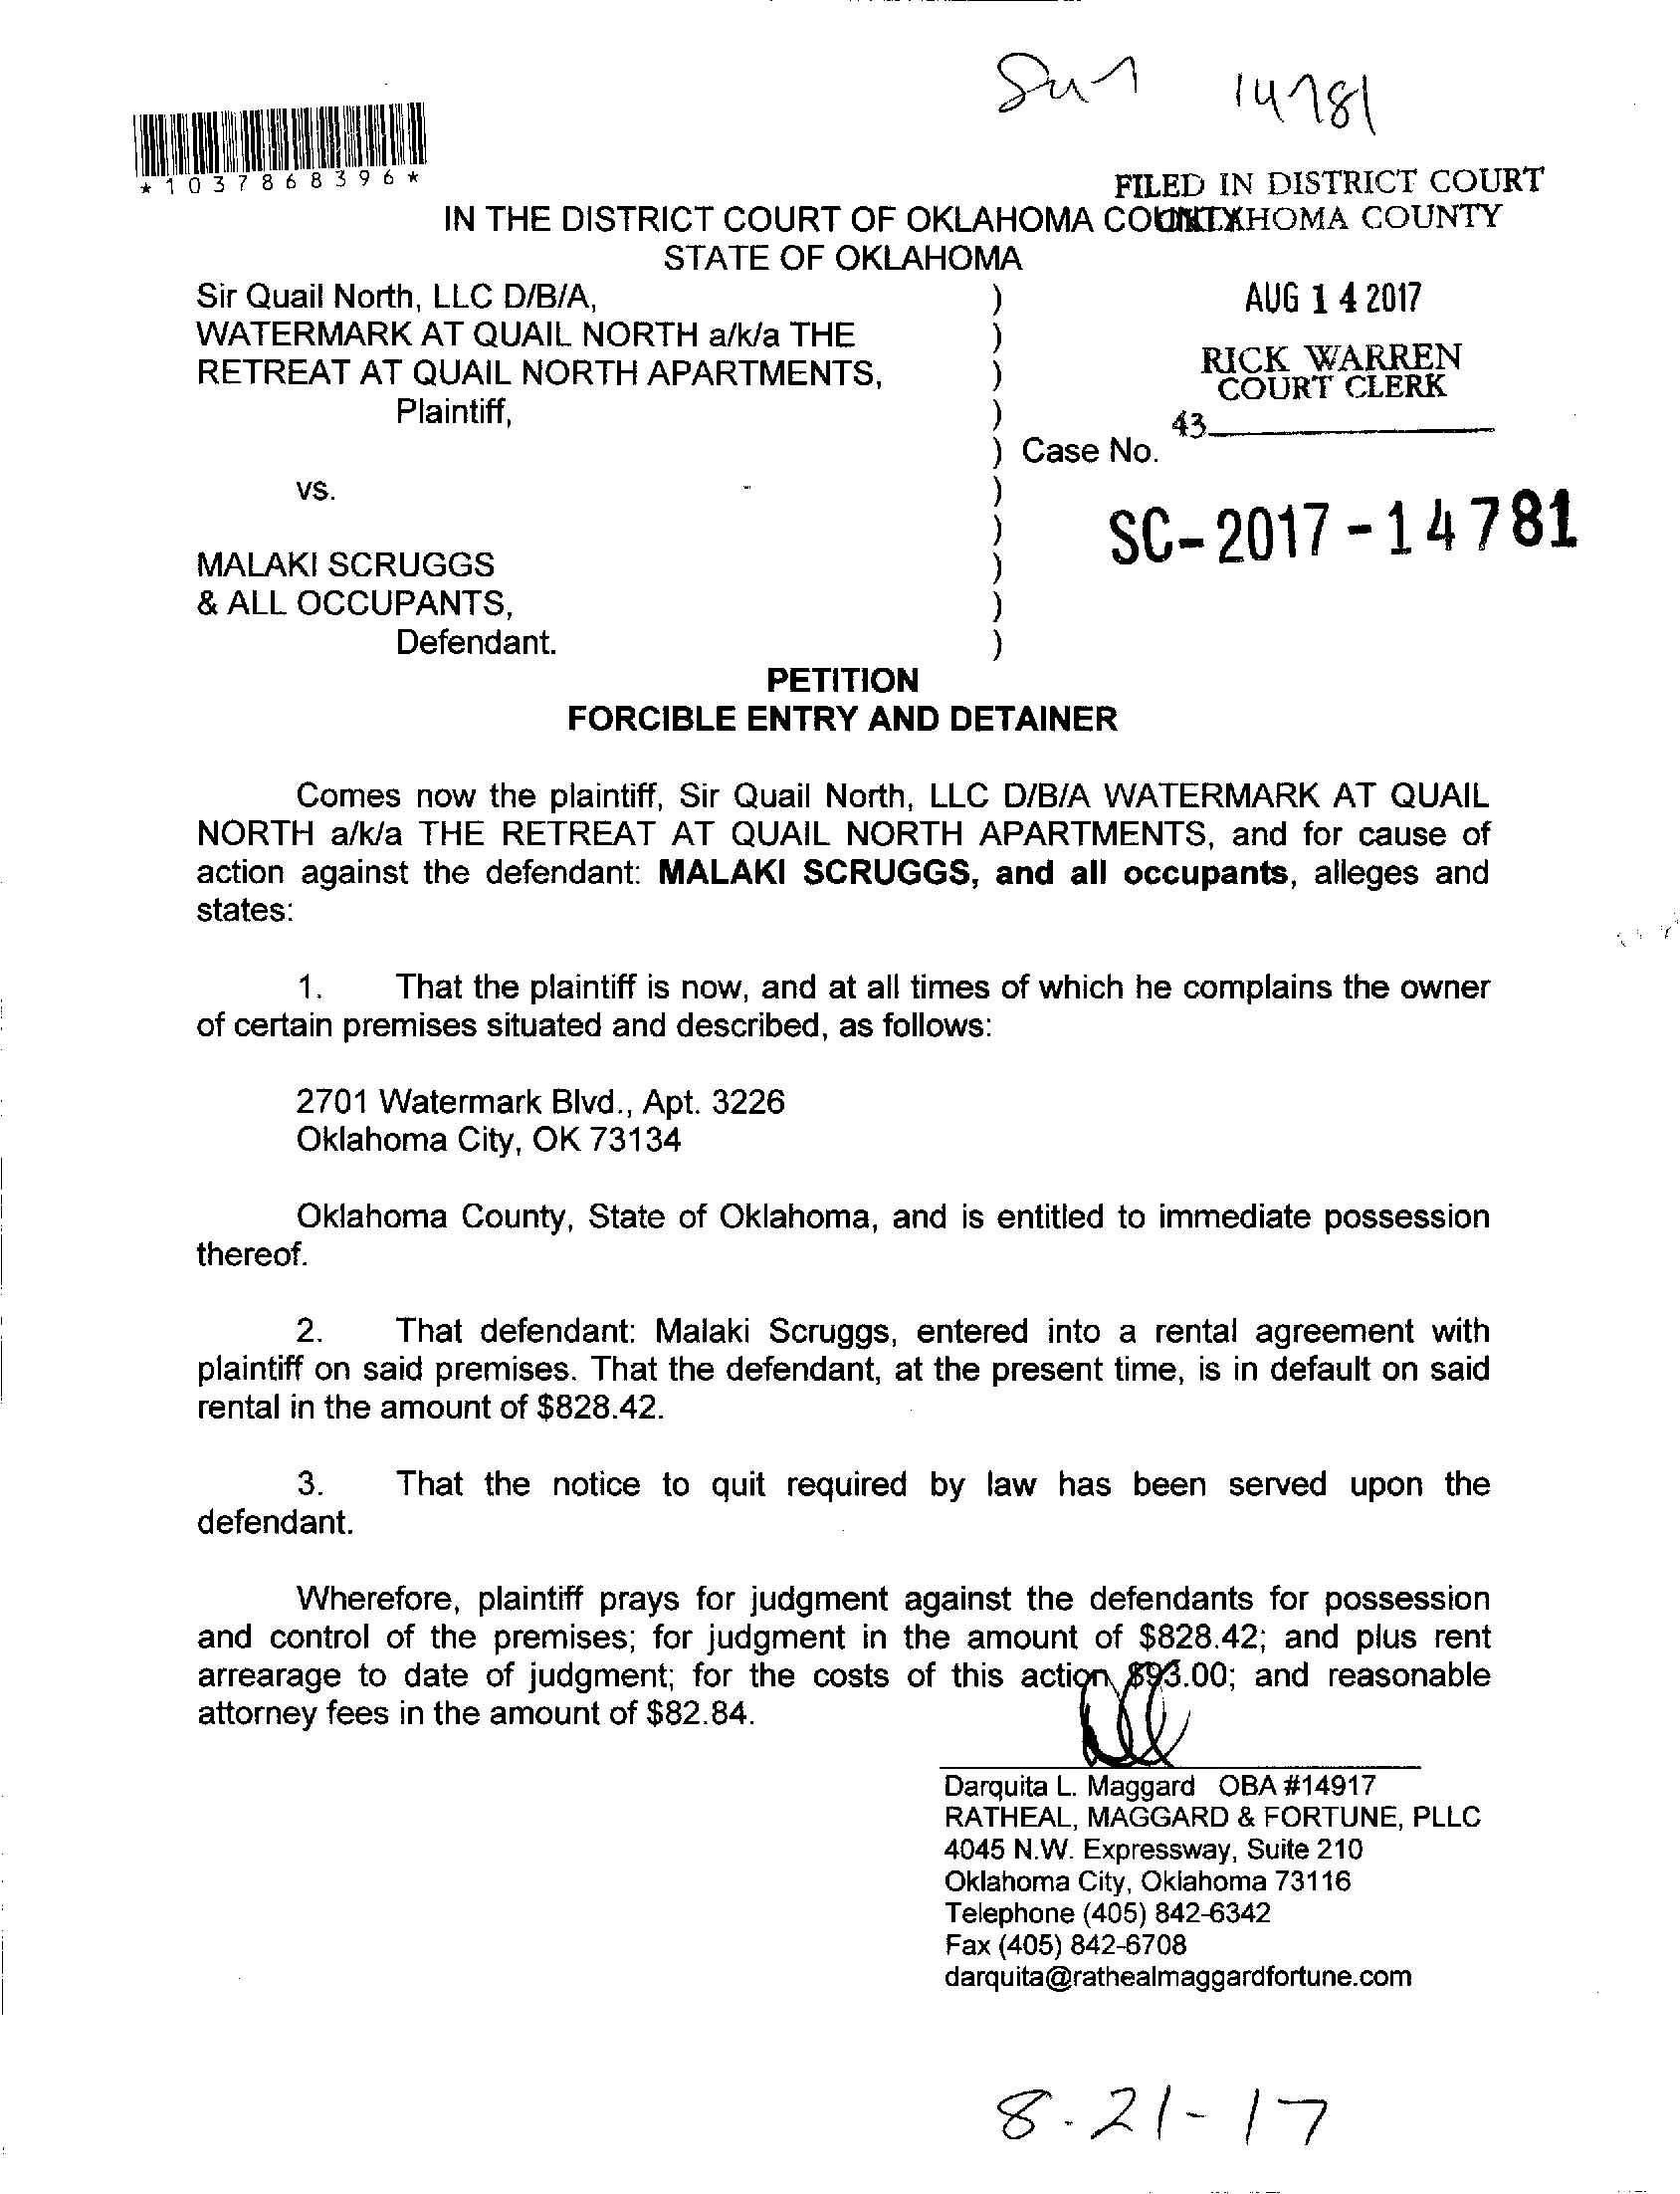 14781
*1037868396*
FILED IN DISTRICT COURT
IN THE DISTRICT COURT OF OKLAHOMA COUNTY
OKLAHOMA COUNTY
STATE OF OKLAHOMA
Sir Quail North, LLC D/B/A, )
AUG 14 2017
WATERMARK AT QUAIL NORTH a/k/a THE )
RICK WARREN
RETREAT AT QUAIL NORTH APARTMENTS, )
COURT CLERK
Plaintiff, )
43
) Case No.
vs. )
) SC-2017-14781
MALAKI SCRUGGS )
& ALL OCCUPANTS, )
Defendant. )
PETITION
FORCIBLE ENTRY AND DETAINER
Comes now the plaintiff, Sir Quail North, LLC D/B/A WATERMARK AT QUAIL
NORTH a/k/a THE RETREAT AT QUAIL NORTH APARTMENTS, and for cause of
action against the defendant: MALAKI SCRUGGS, and all occupants, alleges and
states:
1. That the plaintiff is now, and at all times of which he complains the owner
of certain premises situated and described, as follows:
2701 Watermark Blvd., Apt. 3226
Oklahoma City, OK 73134
Oklahoma County, State of Oklahoma, and is entitled to immediate possession
thereof.
2. That defendant: Malaki Scruggs, entered into a rental agreement with
plaintiff on said premises. That the defendant, at the present time, is in default on said
rental in the amount of $828.42.
3. That the notice to quit required by law has been served upon the
defendant.
Wherefore, plaintiff prays for judgment against the defendants for possession
and control of the premises; for judgment in the amount of $828.42; and plus rent
arrearage to date of judgment; for the costs of this action $93.00; and reasonable
attorney fees in the amount of $82.84.
Darquita L. Maggard OBA #14917
RATHEAL, MAGGARD & FORTUNE, PLLC
4045 N.W. Expressway, Suite 210
Oklahoma City, Oklahoma 73116
Telephone (405) 842-6342
Fax (405) 842-6708
darquita@rathealmaggardfortune.com
8-21-17